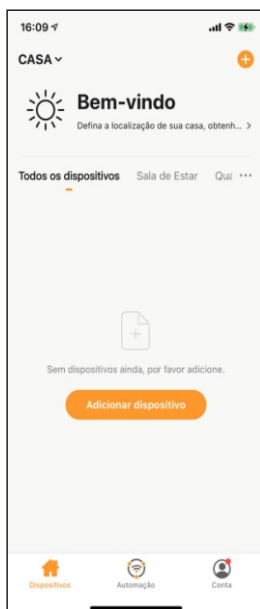 16:09
CASA
Bem-vindo
Defina a localização de sua casa, obtenh... >
Todos os dispositivos Sala de Estar Qua ...
Sem dispositivos ainda, por favor adicione.
Adicionar dispositivo
Dispositivos Automação Conta